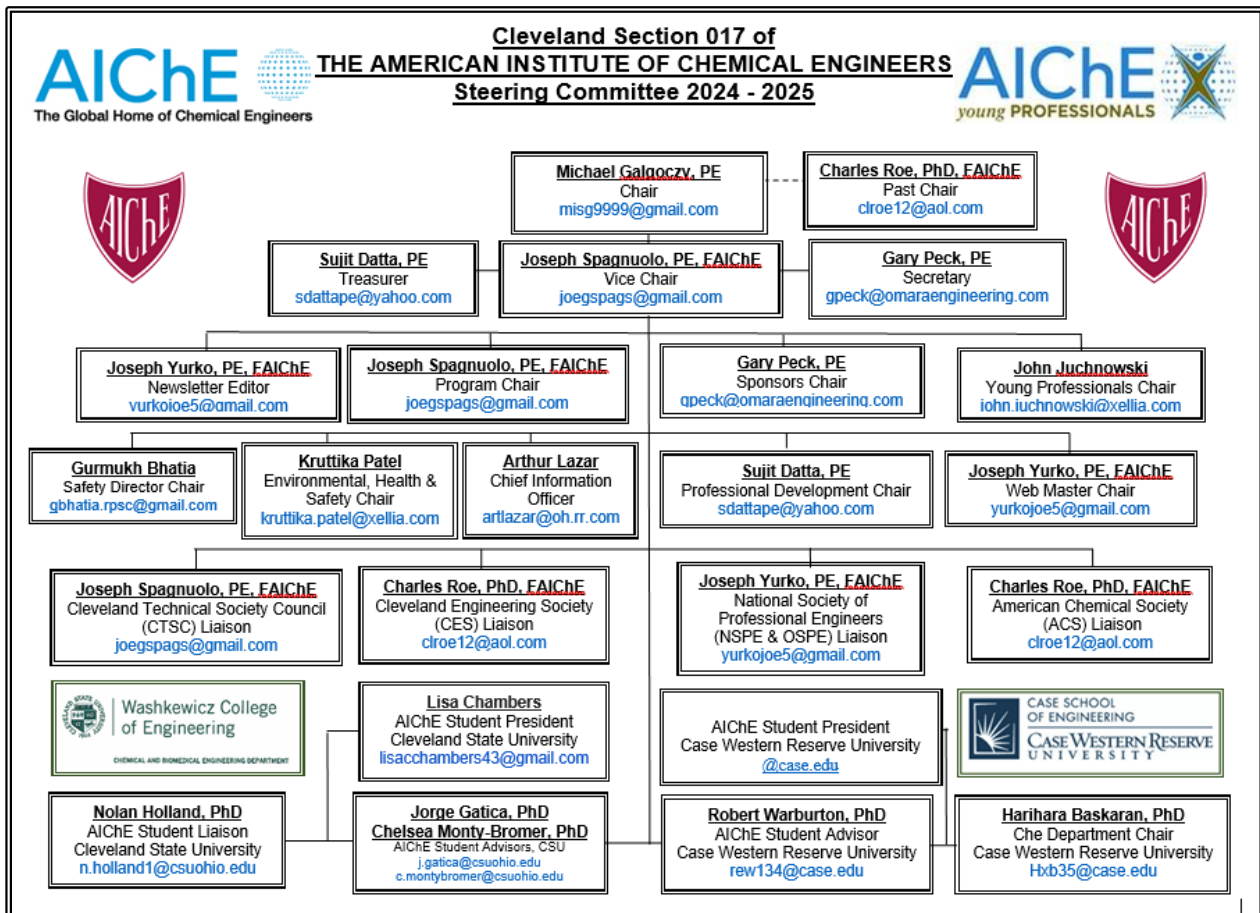 Cleveland Section 017 of
THE AMERICAN INSTITUTE OF CHEMICAL ENGINEERS
Steering Committee 2024 - 2025
AIChE
The Global Home of Chemical Engineers
AIChE
young PROFESSIONALS
AIChE
AIChE
Michael Galgoczy, PE
Chair
misg9999@gmail.com
Charles Roe, PhD, FAIChE
Past Chair
clroe12@aol.com
Sujit Datta, PE
Treasurer
sdattape@yahoo.com
Joseph Spagnuolo, PE, FAIChE
Vice Chair
joegspags@gmail.com
Gary Peck, PE
Secretary
gpeck@omaraengineering.com
Joseph Yurko, PE, FAIChE
Newsletter Editor
yurkojoe5@gmail.com
Joseph Spagnuolo, PE, FAIChE
Program Chair
joegspags@gmail.com
Gary Peck, PE
Sponsors Chair
gpeck@omaraengineering.com
John Juchnowski
Young Professionals Chair
john.juchnowski@xellia.com
Gurmukh Bhatia
Safety Director Chair
gbhatia.rpsc@gmail.com
Kruttika Patel
Environmental, Health &
Safety Chair
kruttika.patel@xellia.com
Arthur Lazar
Chief Information
Officer
artlazar@oh.rr.com
Sujit Datta, PE
Professional Development Chair
sdattape@yahoo.com
Joseph Yurko, PE, FAIChE
Web Master Chair
yurkojoe5@gmail.com
Joseph Spagnuolo, PE, FAIChE
Cleveland Technical Society Council
(CTSC) Liaison
joegspags@gmail.com
Charles Roe, PhD, FAIChE
Cleveland Engineering Society
(CES) Liaison
clroe12@aol.com
Joseph Yurko, PE, FAIChE
National Society of
Professional Engineers
(NSPE & OSPE) Liaison
yurkojoe5@gmail.com
Charles Roe, PhD, FAIChE
American Chemical Society
(ACS) Liaison
clroe12@aol.com
Washkewicz College
of Engineering
CHEMICAL AND BIOMEDICAL ENGINEERING DEPARTMENT
Lisa Chambers
AIChE Student President
Cleveland State University
lisacchambers43@gmail.com
AIChE Student President
Case Western Reserve University
@case.edu
CASE SCHOOL
OF ENGINEERING
CASE WESTERN RESERVE
UNIVERSITY
Nolan Holland, PhD
AIChE Student Liaison
Cleveland State University
n.holland1@csuohio.edu
Jorge Gatica, PhD
Chelsea Monty-Bromer, PhD
AIChE Student Advisors, CSU
j.gatica@csuohio.edu
c.montybromer@csuohio.edu
Robert Warburton, PhD
AIChE Student Advisor
Case Western Reserve University
rew134@case.edu
Harihara Baskaran, PhD
Che Department Chair
Case Western Reserve University
Hxb35@case.edu